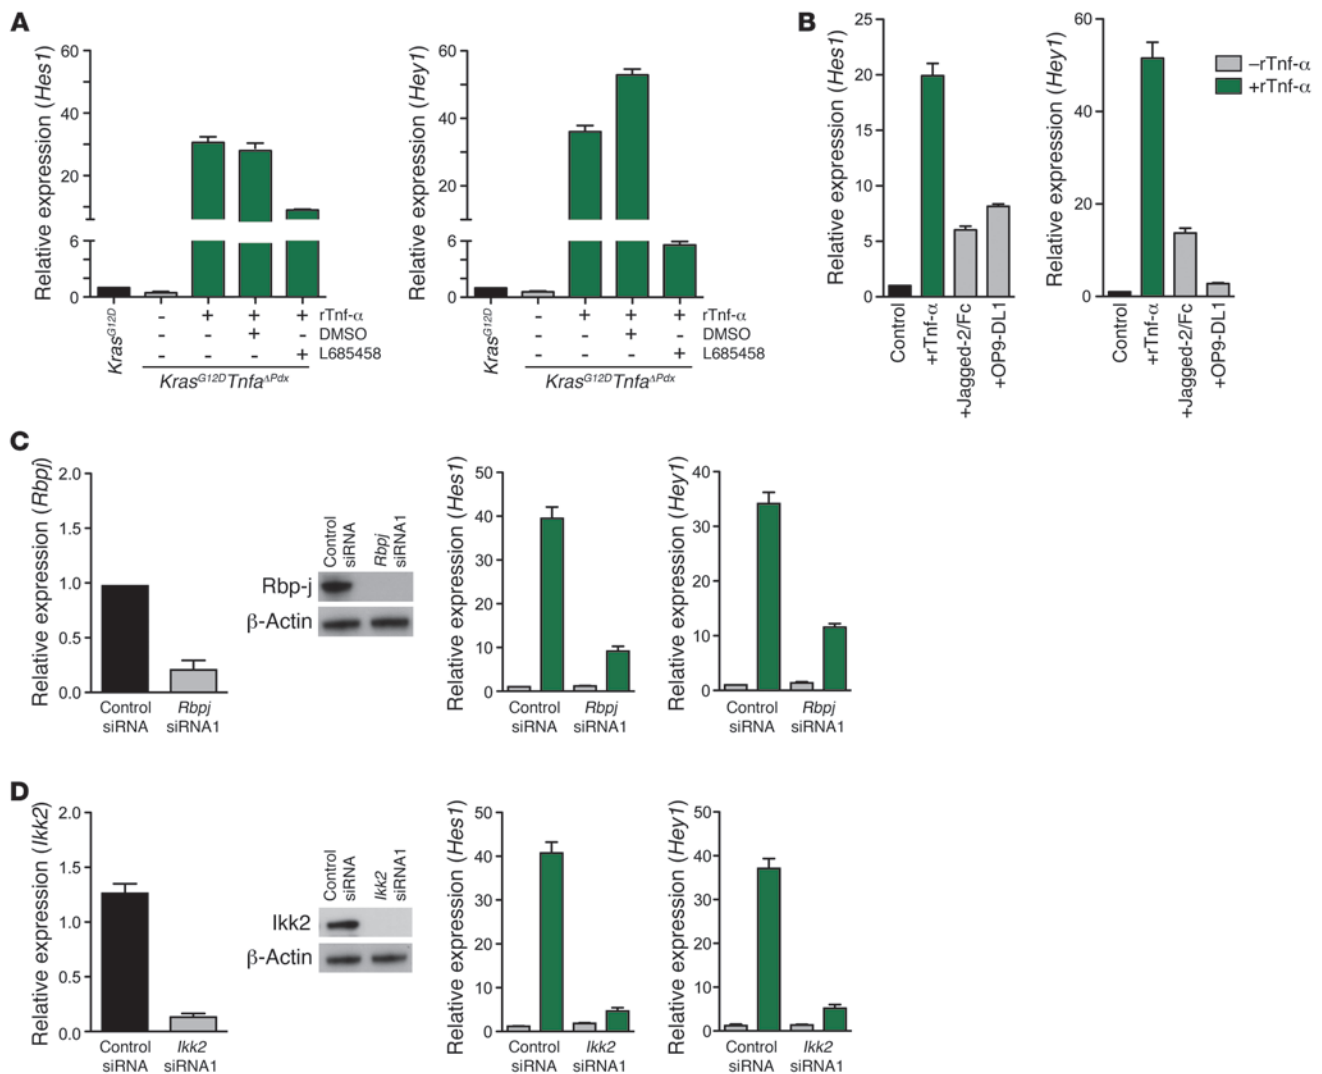 A
Relative expression (Hes1)
60
40
20
6
0
KrasG12D
- + + + rTnf-α
- - + - DMSO
- - - + L685458
KrasG12DTnfaΔPdx
Relative expression (Hey1)
60
40
20
6
0
KrasG12D
- + + + rTnf-α
- - + - DMSO
- - - + L685458
KrasG12DTnfaΔPdx
B
Relative expression (Hes1)
25
20
15
10
5
0
Control
+rTnf-α
+Jagged-2/Fc
+OP9-DL1
Relative expression (Hey1)
60
40
20
0
Control
+rTnf-α
+Jagged-2/Fc
+OP9-DL1
–rTnf-α
+rTnf-α
C
Relative expression (Rbpj)
2.0
1.5
1.0
0.5
0.0
Control
siRNA
Rbpj
siRNA1
Control
siRNA
Rbpj
siRNA1
Rbp-j
β-Actin
Relative expression (Hes1)
50
40
30
20
10
0
Control
siRNA
Rbpj
siRNA1
Relative expression (Hey1)
40
30
20
10
0
Control
siRNA
Rbpj
siRNA1
D
Relative expression (Ikk2)
2.0
1.5
1.0
0.5
0.0
Control
siRNA
Ikk2
siRNA1
Control
siRNA
Ikk2
siRNA1
Ikk2
β-Actin
Relative expression (Hes1)
50
40
30
20
10
0
Control
siRNA
Ikk2
siRNA1
Relative expression (Hey1)
50
40
30
20
10
0
Control
siRNA
Ikk2
siRNA1